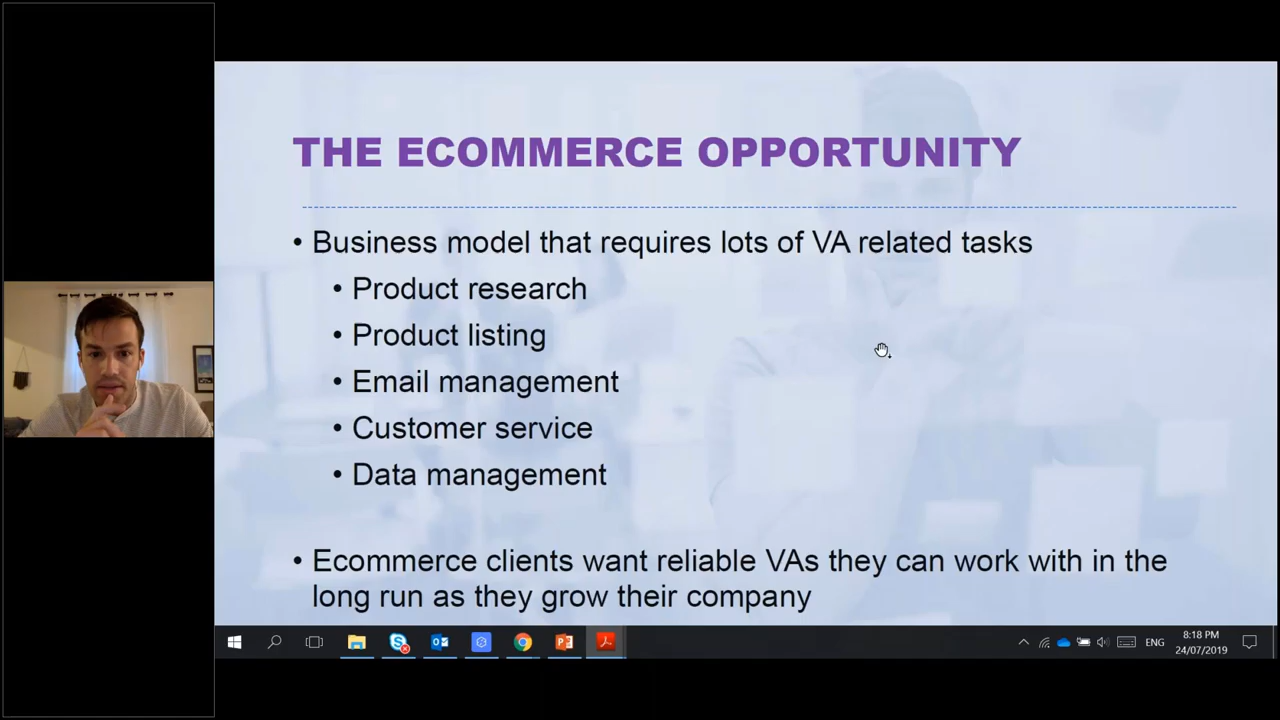 THE ECOMMERCE OPPORTUNITY
• Business model that requires lots of VA related tasks
• Product research
• Product listing
• Email management
• Customer service
• Data management
• Ecommerce clients want reliable VAs they can work with in the
long run as they grow their company
ENG
8:18 PM
24/07/2019